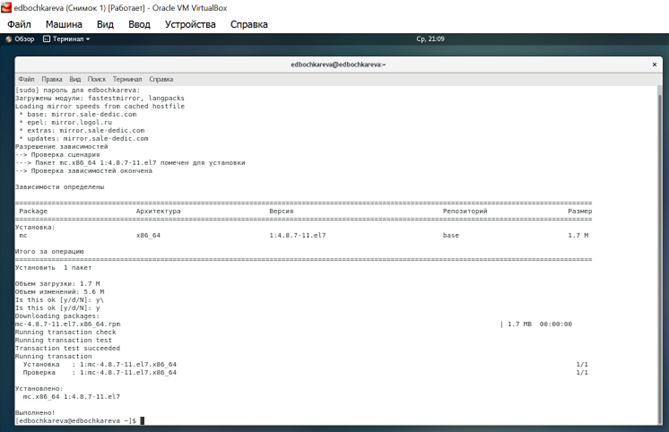 edbochkareva (Снимок 1) [Работает] - Oracle VM VirtualBox
Файл Машина Вид Ввод Устройства Справка
Обзор Терминал Ср, 21:09
edbochkareva@edbochkareva:~ ×
Файл Правка Вид Поиск Терминал Справка
[sudo] пароль для edbochkareva:
Загружены модули: fastestmirror, langpacks
Loading mirror speeds from cached hostfile
* base: mirror.sale-dedic.com
* epel: mirror.logol.ru
* extras: mirror.sale-dedic.com
* updates: mirror.sale-dedic.com
Разрешение зависимостей
--> Проверка сценария
---> Пакет mc.x86_64 1:4.8.7-11.el7 помечен для установки
--> Проверка зависимостей окончена
Зависимости определены
Package Архитектура Версия Репозиторий Размер
Установка:
mc x86_64 1:4.8.7-11.el7 base 1.7 M
Итого за операцию
Установить 1 пакет
Объем загрузки: 1.7 M
Объем изменений: 5.6 M
Is this ok [y/d/N]: y\
Is this ok [y/d/N]: y
Downloading packages:
mc-4.8.7-11.el7.x86_64.rpm | 1.7 MB 00:00:00
Running transaction check
Running transaction test
Transaction test succeeded
Running transaction
Установка : 1:mc-4.8.7-11.el7.x86_64 1/1
Проверка : 1:mc-4.8.7-11.el7.x86_64 1/1
Установлено:
mc.x86_64 1:4.8.7-11.el7
Выполнено!
[edbochkareva@edbochkareva ~]$